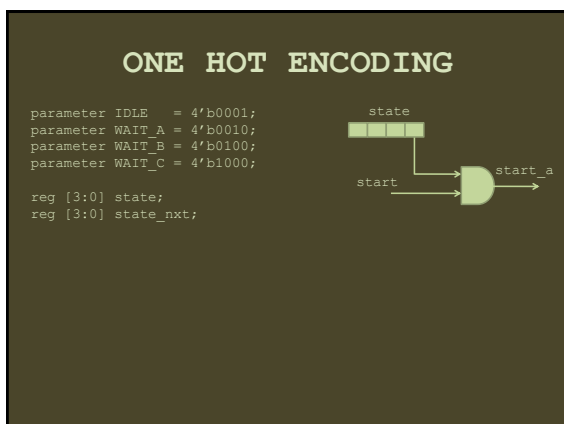 ONE HOT ENCODING
parameter IDLE   = 4’b0001;
parameter WAIT_A = 4’b0010;
parameter WAIT_B = 4’b0100;
parameter WAIT_C = 4’b1000;
reg [3:0] state;
reg [3:0] state_nxt;
state
start
start_a